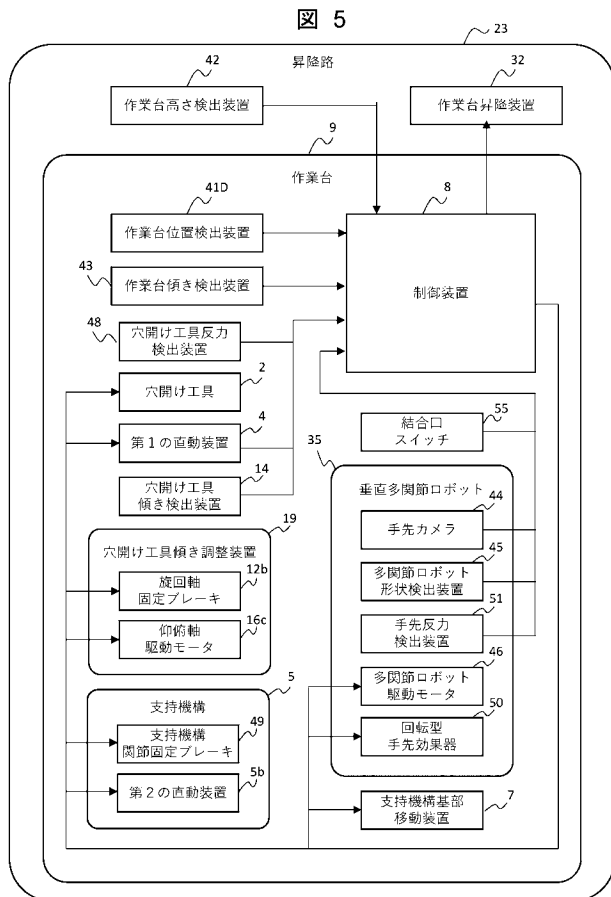 図 5
23
昇降路
42
作業台高さ検出装置
32
作業台昇降装置
9
作業台
41D
作業台位置検出装置
8
制御装置
43
作業台傾き検出装置
48
穴開け工具反力
検出装置
2
穴開け工具
4
第1の直動装置
14
穴開け工具
傾き検出装置
55
結合口
スイッチ
35
垂直多関節ロボット
44
手先カメラ
45
多関節ロボット
形状検出装置
51
手先反力
検出装置
46
多関節ロボット
駆動モータ
50
回転型
手先効果器
19
穴開け工具傾き調整装置
12b
旋回軸
固定ブレーキ
16c
仰俯軸
駆動モータ
5
支持機構
49
支持機構
関節固定ブレーキ
5b
第2の直動装置
7
支持機構基部
移動装置